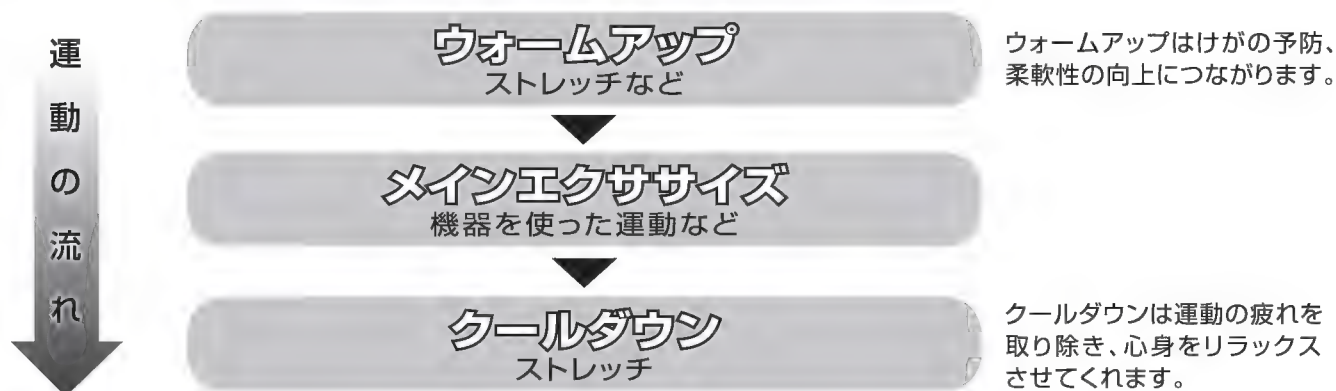 運動の流れ
ウォームアップ
ストレッチなど
ウォームアップはけがの予防、
柔軟性の向上につながります。
メインエクササイズ
機器を使った運動など
クールダウン
ストレッチ
クールダウンは運動の疲れを
取り除き、心身をリラックス
させてくれます。